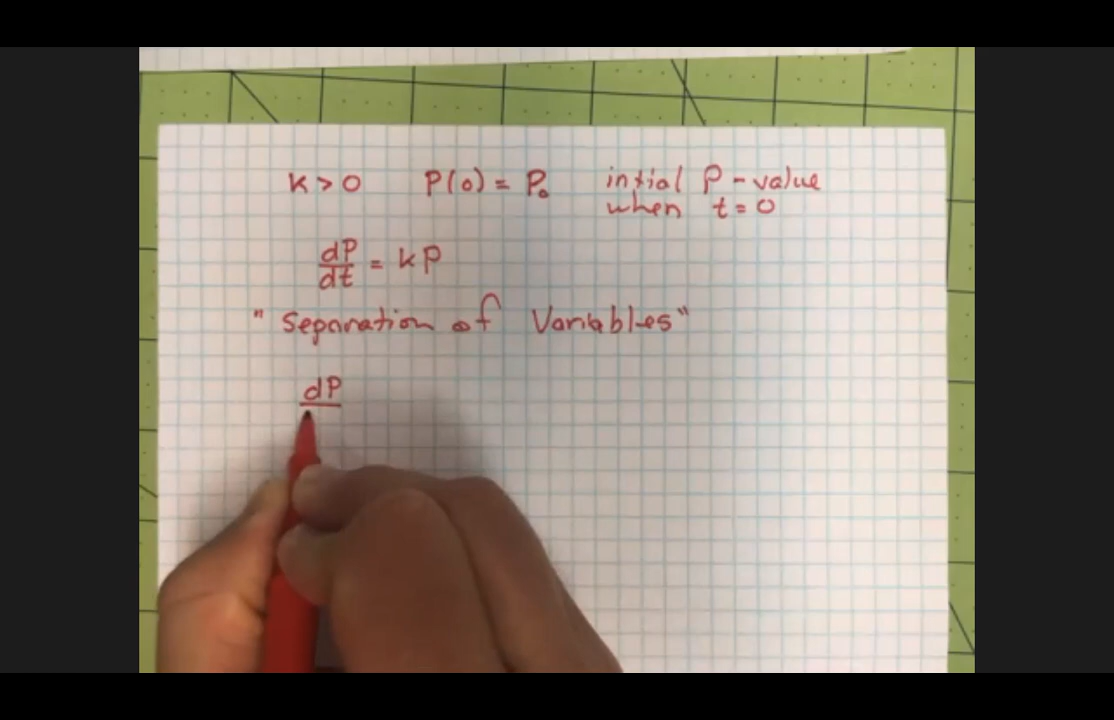 k > 0 P(0) = P₀ initial P-value
when t = 0
dP/dt = kP
"Separation of Variables"
dP